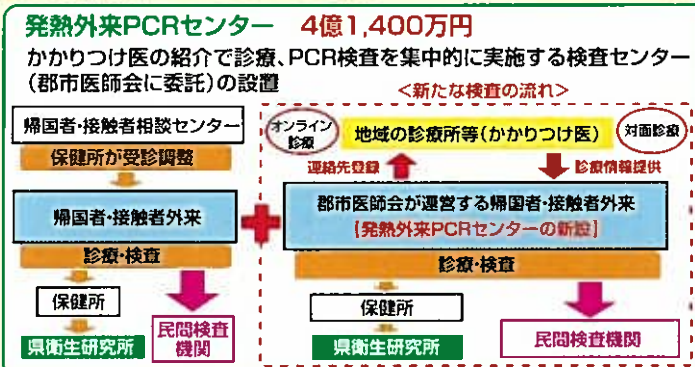 発熱外来PCRセンター 4億1,400万円
かかりつけ医の紹介で診療、PCR検査を集中的に実施する検査センター
(郡市医師会に委託)の設置
<新たな検査の流れ>
帰国者・接触者相談センター
保健所が受診調整
帰国者・接触者外来
診療・検査
保健所
県衛生研究所
民間検査
機関
オンライン
診療
地域の診療所等(かかりつけ医)
対面診療
連絡先登録
診療情報提供
郡市医師会が運営する帰国者・接触者外来
【発熱外来PCRセンターの新設】
診療・検査
保健所
県衛生研究所
民間検査機関